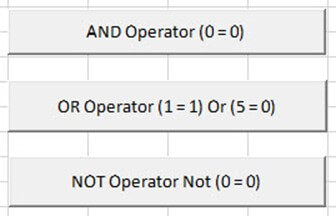 AND Operator (0 = 0)
OR Operator (1 = 1) Or (5 = 0)
NOT Operator Not (0 = 0)